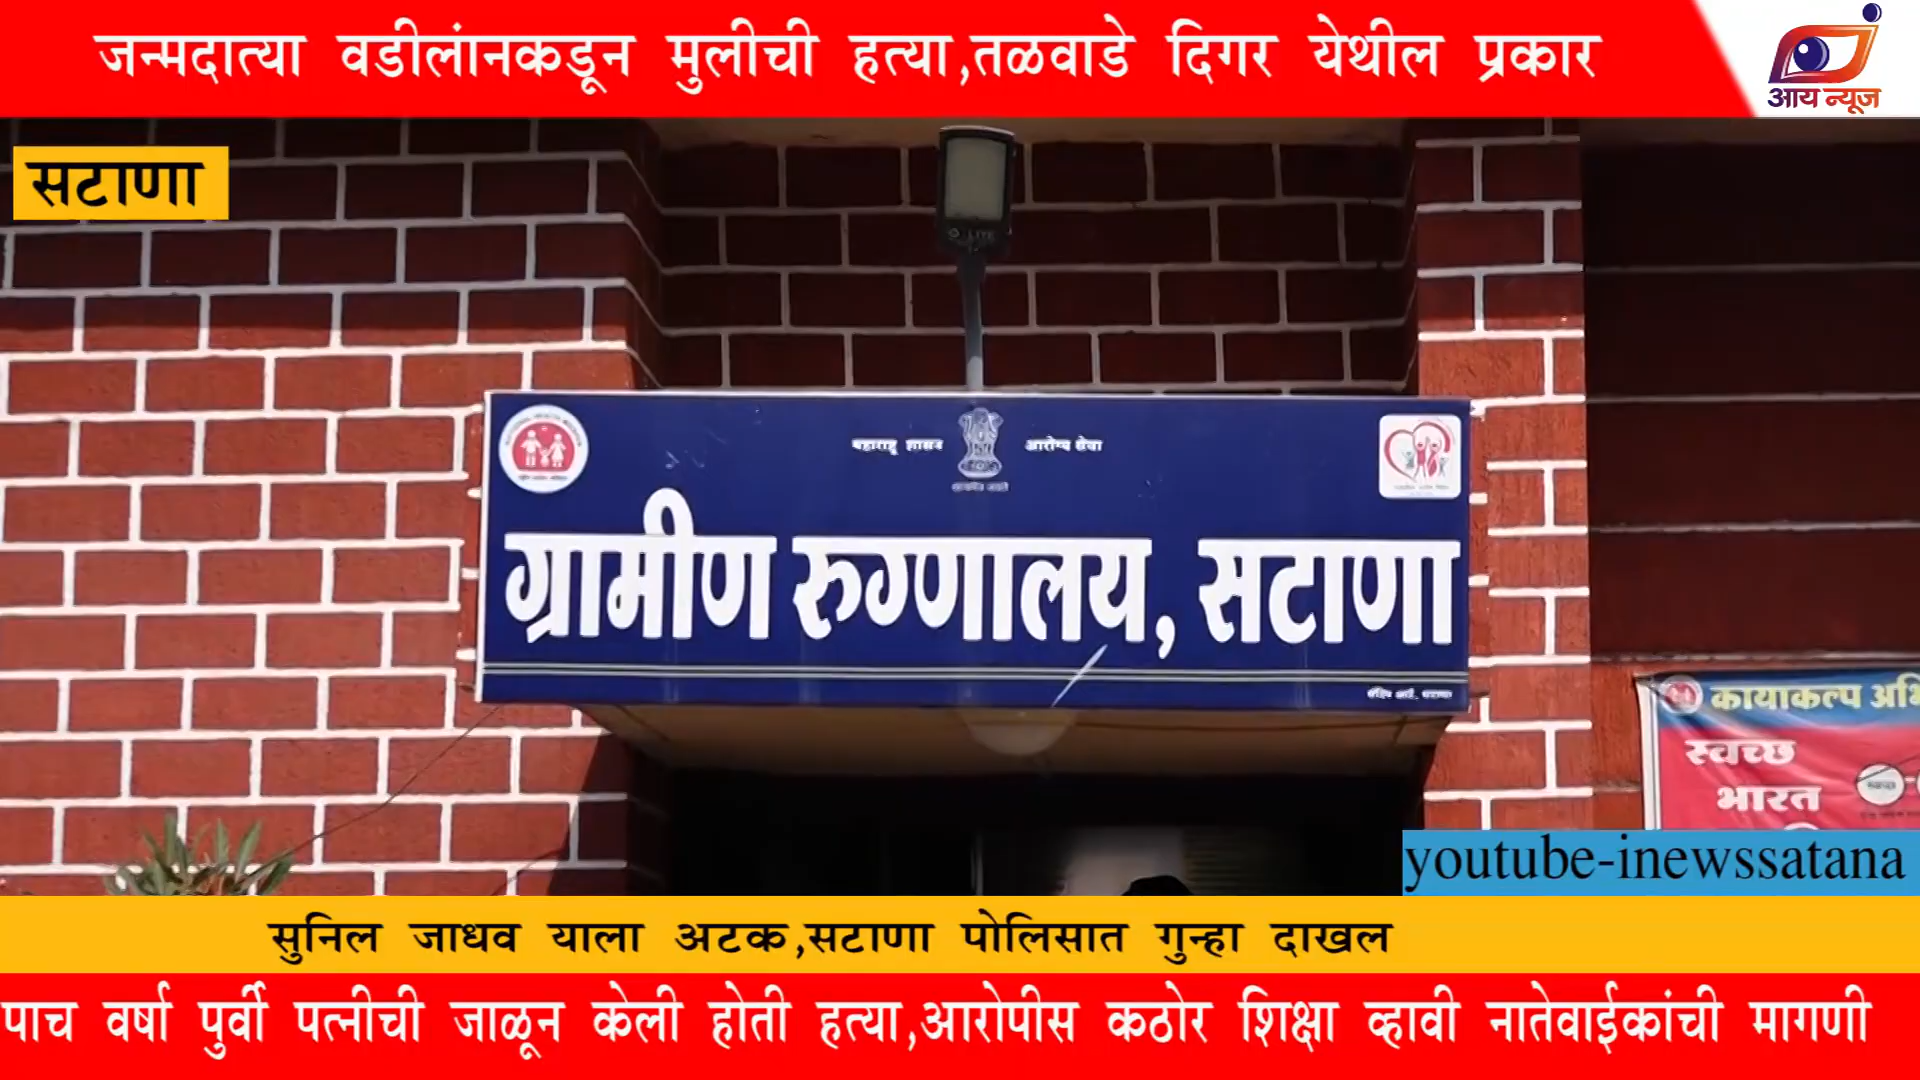 जन्मदात्या वडीलांनकडून मुलीची हत्या,तळवाडे दिगर येथील प्रकार
आय न्यूज
सटाणा
महाराष्ट्र शासन
आरोग्य सेवा
ग्रामीण रुग्णालय, सटाणा
कायाकल्प
स्वच्छ
भारत
youtube-inewssatana
सुनिल जाधव याला अटक,सटाणा पोलिसात गुन्हा दाखल
पाच वर्षा पुर्वी पत्नीची जाळून केली होती हत्या,आरोपीस कठोर शिक्षा व्हावी नातेवाईकांची मागणी